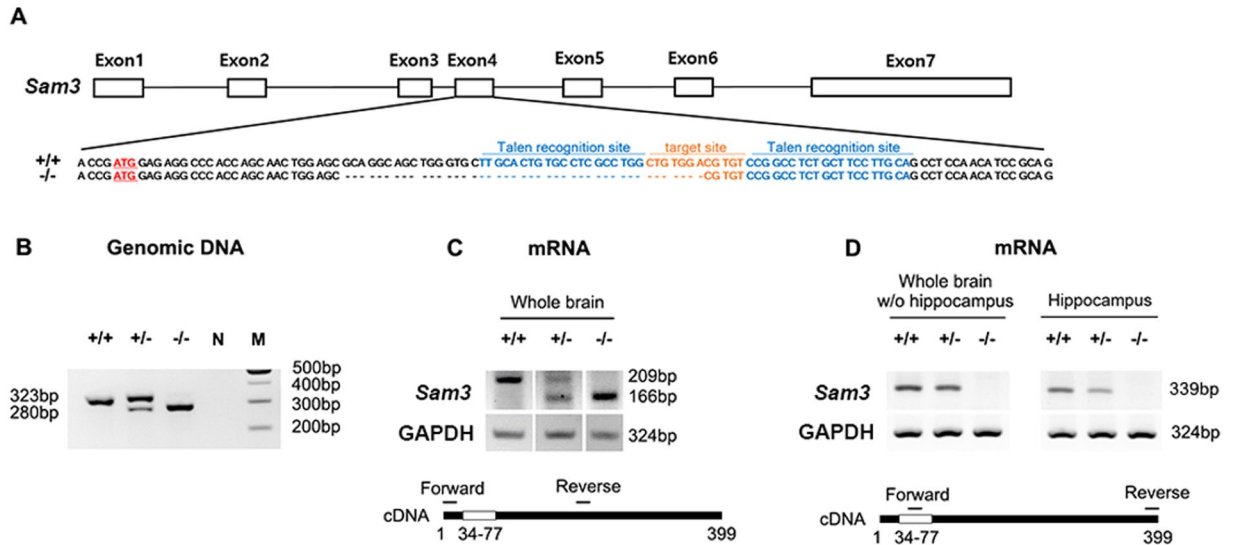 A
Exon1 Exon2 Exon3 Exon4 Exon5 Exon6 Exon7
Sam3
Talen recognition site target site Talen recognition site
+/+ A CCG ATG GAG AGG CCC ACC AGC AAC TGG AGC GCA GGC AGC TGG GTG CTT GCA CTG TGC CTC GCC TGG CTG TGG ACG TGT CCG GCC TCT GCT TCC TTG CAG CCT CCA ACA TCC GCA G
-/- A CCG ATG GAG AGG CCC ACC AGC AAC TGG AGC --- --- --- --- --- --- --- --- --- --- --- --- --- --- -CG TGT CCG GCC TCT GCT TCC TTG CAG CCT CCA ACA TCC GCA G
B Genomic DNA
+/+ +/- -/- N M
500bp
400bp
323bp 300bp
280bp 200bp
C mRNA
Whole brain
+/+ +/- -/-
Sam3 209bp
166bp
GAPDH 324bp
Forward Reverse
cDNA
1 34-77 399
D mRNA
Whole brain
w/o hippocampus Hippocampus
+/+ +/- -/- +/+ +/- -/-
Sam3 339bp
GAPDH 324bp
Forward Reverse
cDNA
1 34-77 399